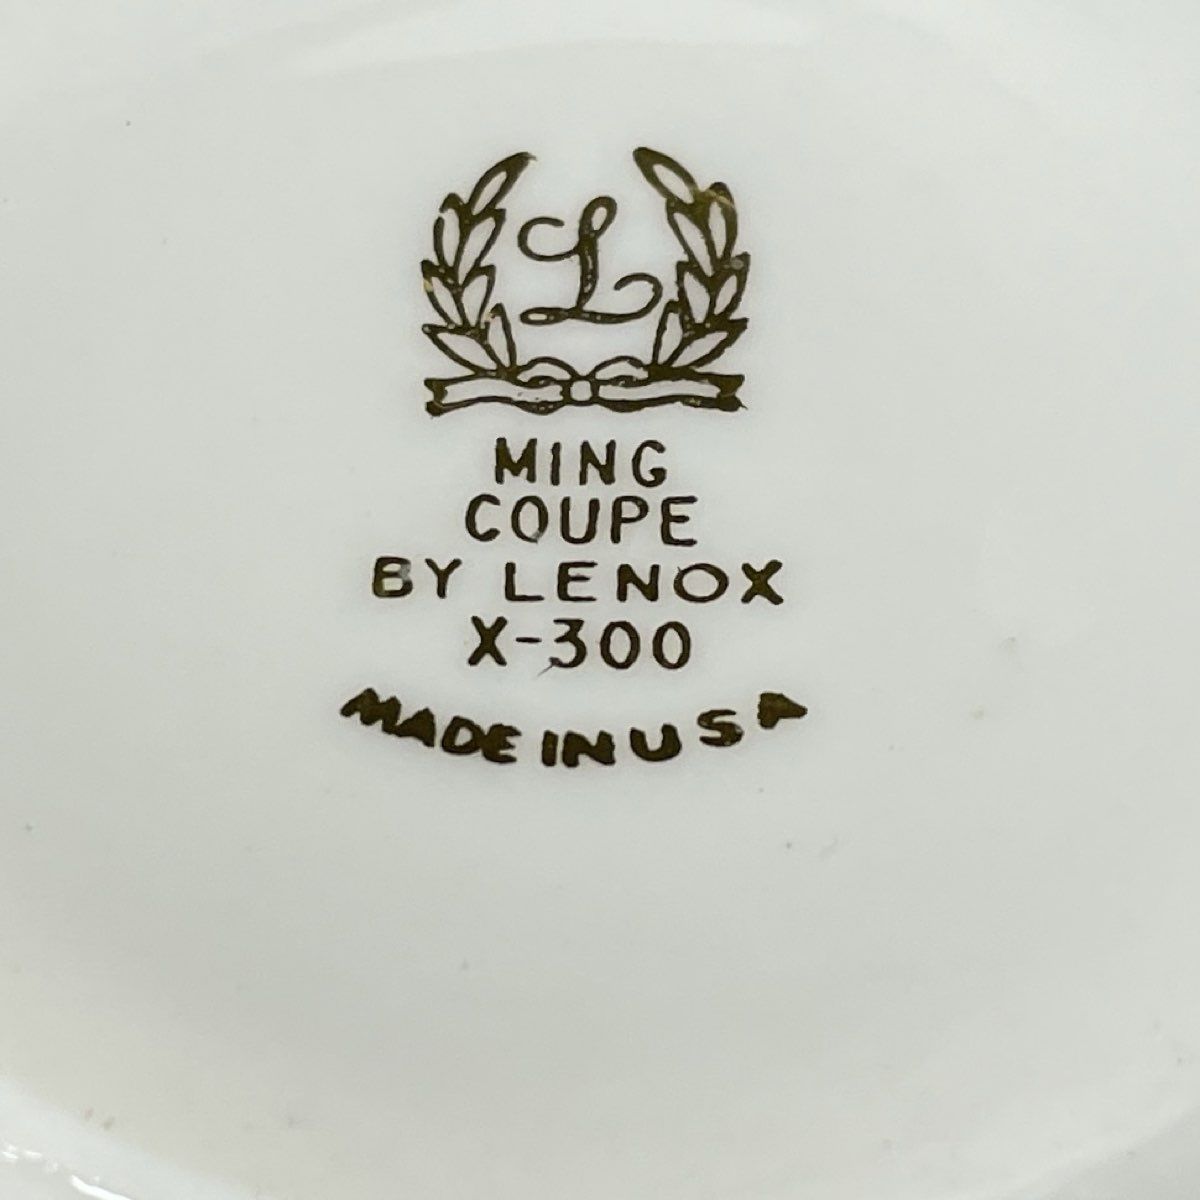 L
MING
COUPE
BY LENOX
X-300
MADE IN USA